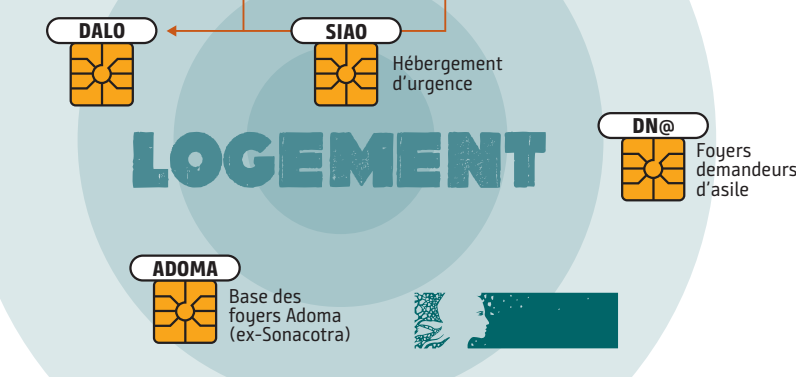 DALO
SIAO
Hébergement
d'urgence
LOGEMENT
DN@
Foyers
demandeurs
d'asile
ADOMA
Base des
foyers Adoma
(ex-Sonacotra)